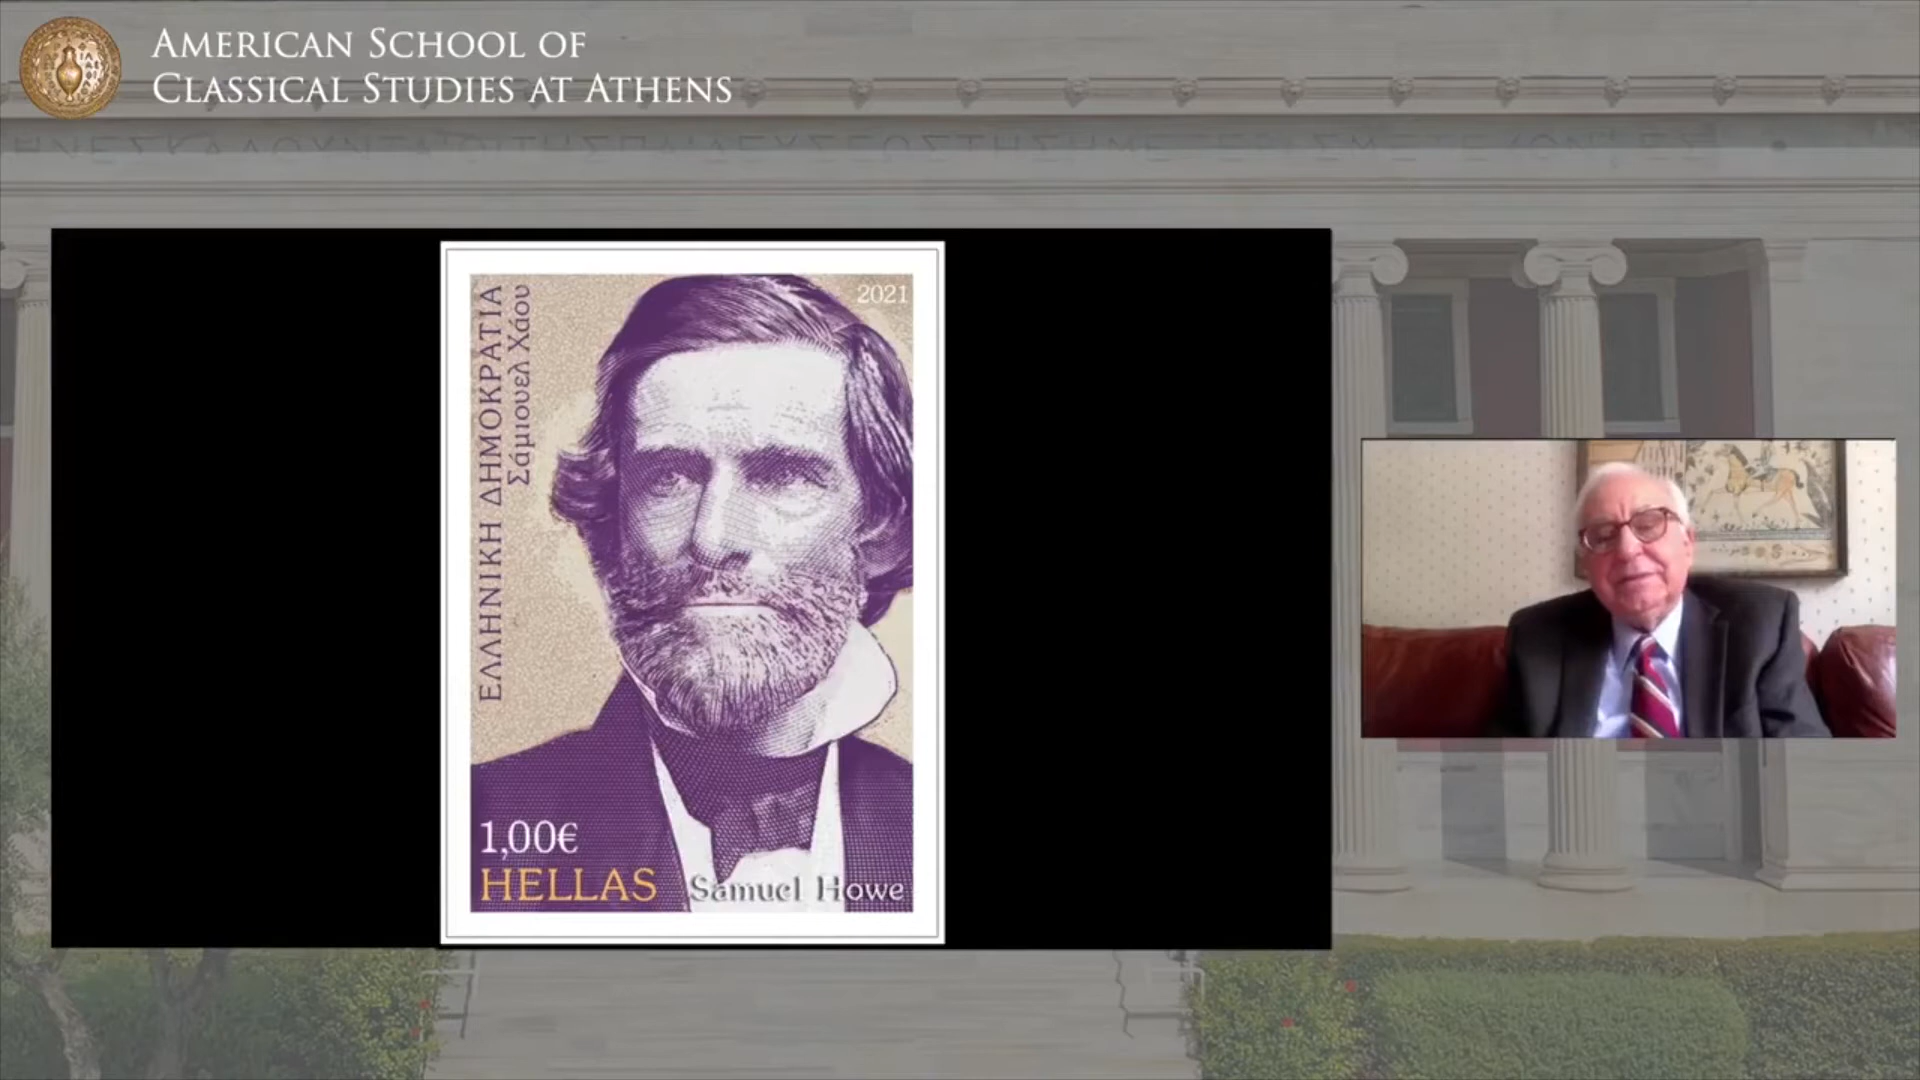 AMERICAN SCHOOL OF
CLASSICAL STUDIES AT ATHENS
2021
ΕΛΛΗΝΙΚΗ ΔΗΜΟΚΡΑΤΙΑ
Σάμιουελ Χάου
1,00€
HELLAS
Samuel Howe